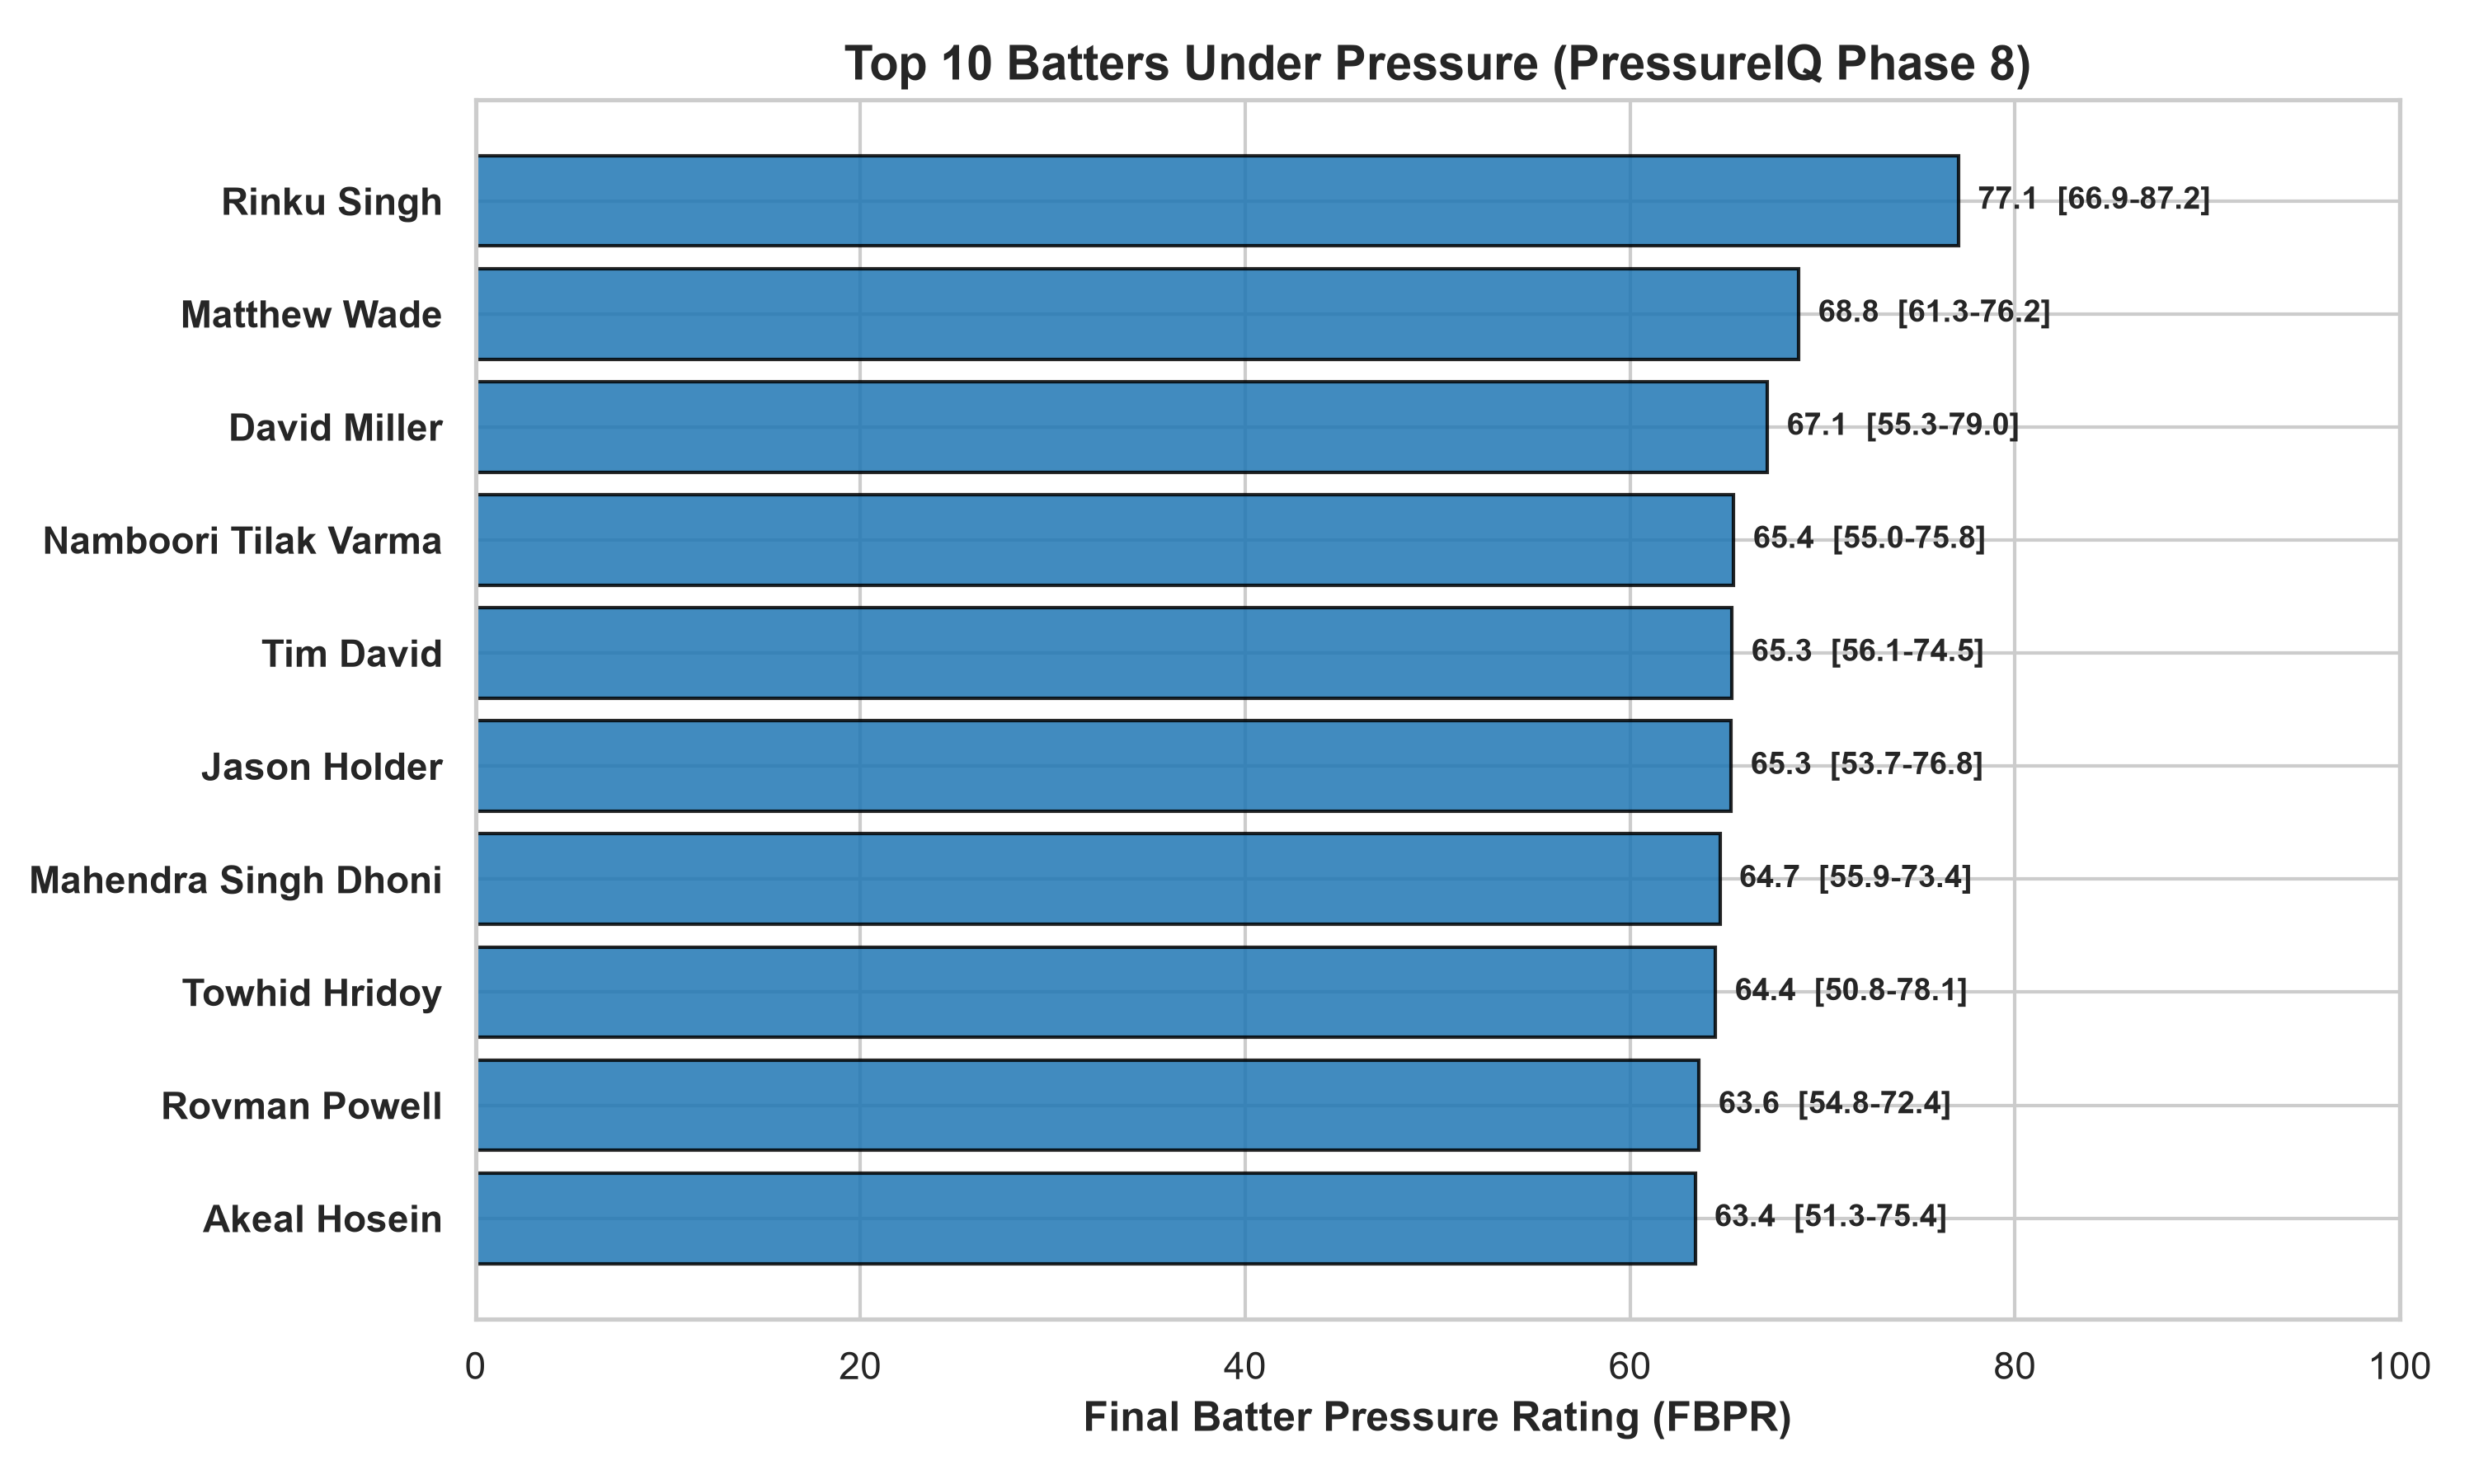 Top 10 Batters Under Pressure (PressureIQ Phase 8)
Rinku Singh 77.1 [66.9-87.2]
Matthew Wade 68.8 [61.3-76.2]
David Miller 67.1 [55.3-79.0]
Namboori Tilak Varma 65.4 [55.0-75.8]
Tim David 65.3 [56.1-74.5]
Jason Holder 65.3 [53.7-76.8]
Mahendra Singh Dhoni 64.7 [55.9-73.4]
Towhid Hridoy 64.4 [50.8-78.1]
Rovman Powell 63.6 [54.8-72.4]
Akeal Hosein 63.4 [51.3-75.4]
0 20 40 60 80 100
Final Batter Pressure Rating (FBPR)